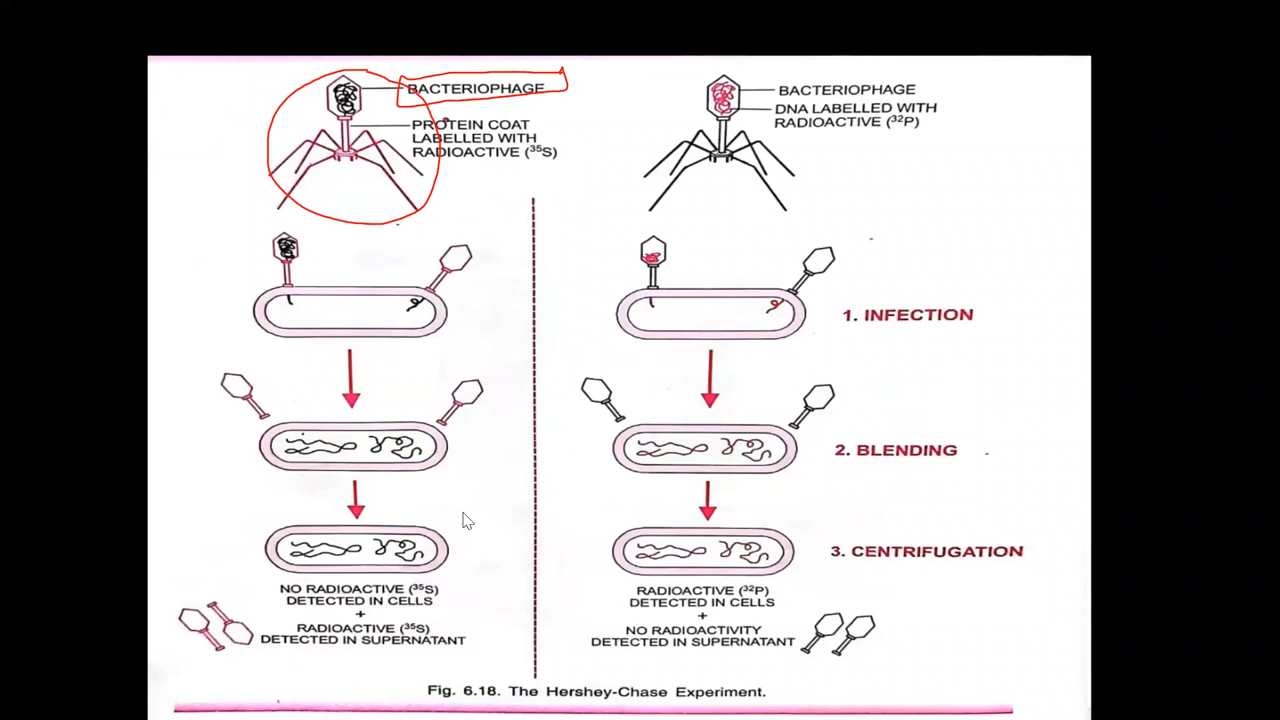 BACTERIOPHAGE
PROTEIN COAT
LABELLED WITH
RADIOACTIVE (³⁵S)
BACTERIOPHAGE
DNA LABELLED WITH
RADIOACTIVE (³²P)
1. INFECTION
2. BLENDING
3. CENTRIFUGATION
NO RADIOACTIVE (³⁵S)
DETECTED IN CELLS
+
RADIOACTIVE (³⁵S)
DETECTED IN SUPERNATANT
RADIOACTIVE (³²P)
DETECTED IN CELLS
+
NO RADIOACTIVITY
DETECTED IN SUPERNATANT
Fig. 6.18. The Hershey-Chase Experiment.